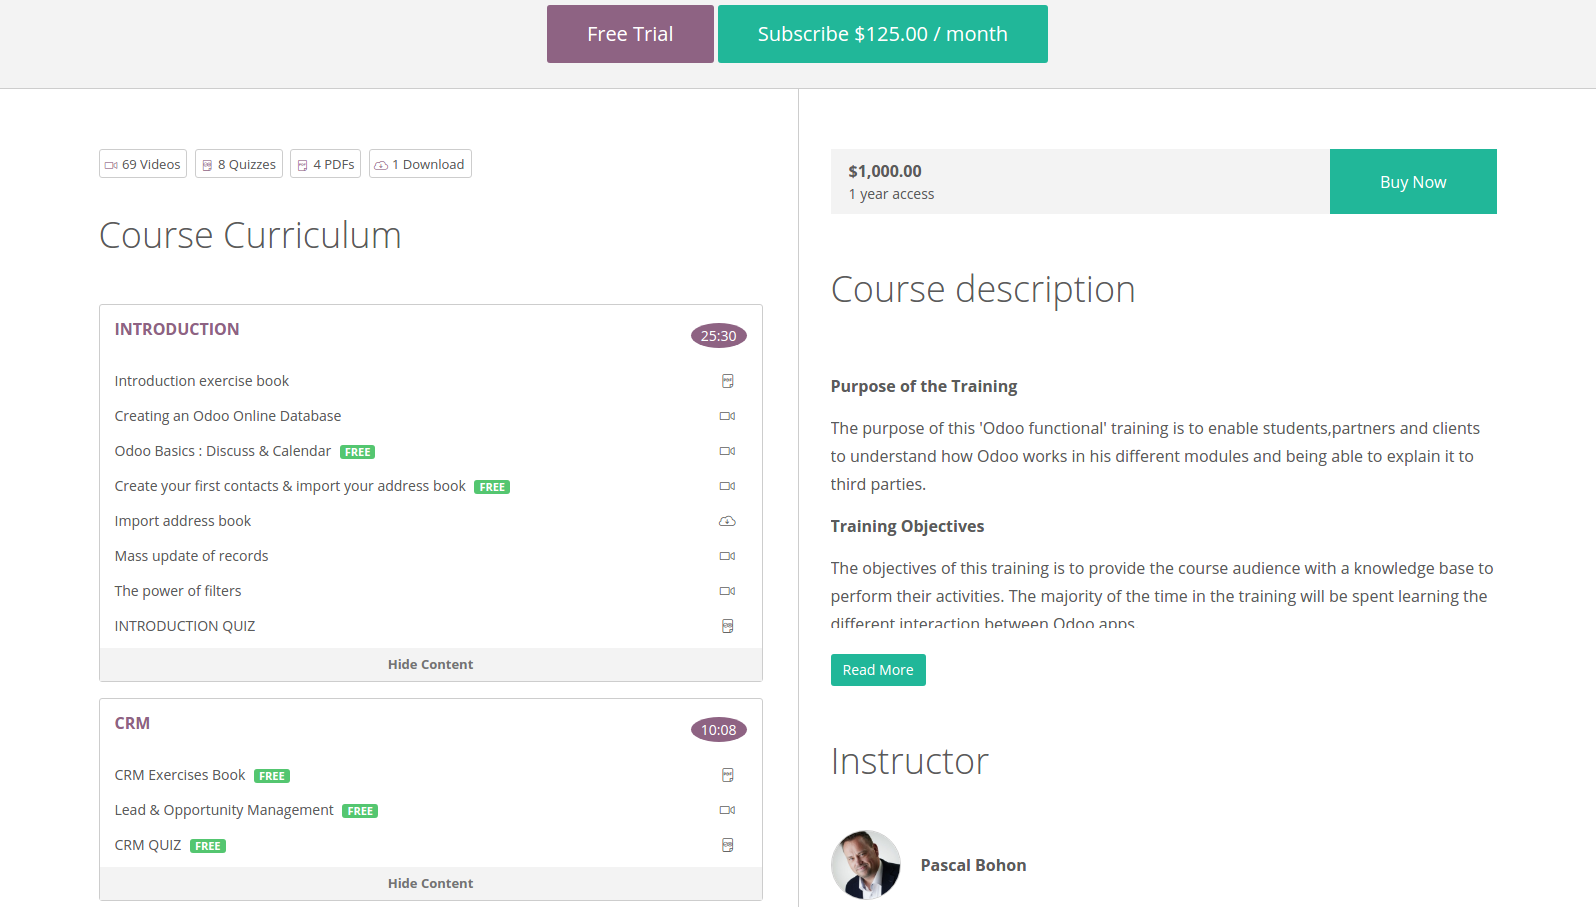 Free Trial
Subscribe $125.00 / month
69 Videos
8 Quizzes
4 PDFs
1 Download
Course Curriculum
INTRODUCTION
25:30
Introduction exercise book
Creating an Odoo Online Database
Odoo Basics : Discuss & Calendar FREE
Create your first contacts & import your address book FREE
Import address book
Mass update of records
The power of filters
INTRODUCTION QUIZ
Hide Content
CRM
10:08
CRM Exercises Book FREE
Lead & Opportunity Management FREE
CRM QUIZ FREE
Hide Content
$1,000.00
1 year access
Buy Now
Course description
Purpose of the Training
The purpose of this 'Odoo functional' training is to enable students,partners and clients
to understand how Odoo works in his different modules and being able to explain it to
third parties.
Training Objectives
The objectives of this training is to provide the course audience with a knowledge base to
perform their activities. The majority of the time in the training will be spent learning the
different interaction between Odoo apps
Read More
Instructor
Pascal Bohon